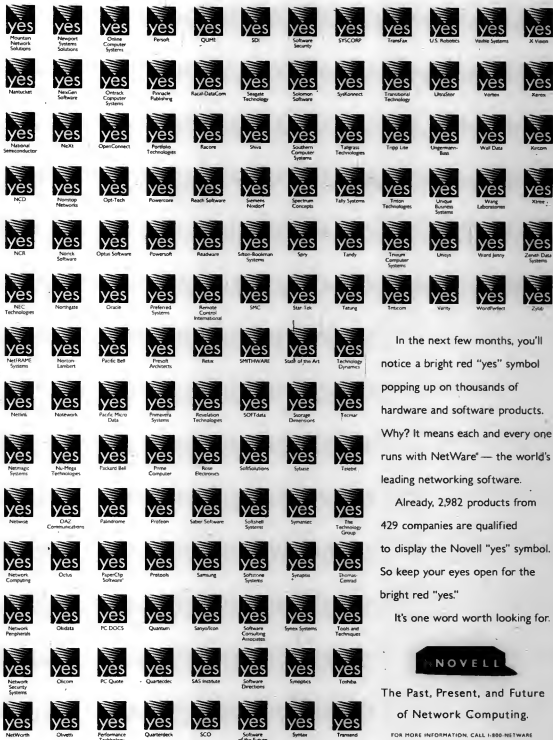 yes yes yes yes yes yes yes yes yes yes yes yes
Mountain Network Solutions
Newport Systems Solutions
Online Computer Systems
Persoft
QUME
SDI
Software Security
SYSCORP
TransFax
U.S. Robotics
Visible Systems
X Vision
yes yes yes yes yes yes yes yes yes yes yes yes
Nantucket
NexGen Software
Ontrack Computer Systems
Pinnacle Publishing
Racal-DataCom
Seagate Technology
Solomon Software
SysKonnect
Transitional Technology
UltraStor
Vertex
Xerox
yes yes yes yes yes yes yes yes yes yes yes yes
National Semiconductor
NeXt
OpenConnect
Portfolio Technologies
Racore
Shiva
Southern Computer Systems
Tallgrass Technologies
Tripp Lite
Ungermann-Bass
Wall Data
Xircom
yes yes yes yes yes yes yes yes yes yes yes yes
NCD
Nonstop Networks
Opt-Tech
Powercore
Reach Software
Siemens Nixdorf
Spectrum Concepts
Tally Systems
Triton Technologies
Unique Business Systems
Wang Laboratories
yes yes yes yes yes yes yes yes yes yes yes yes
NCR
Optus Software
Powersoft
Readware
Sitton-Bookman Systems
Spry
Tandy
Trinium Computer Systems
Unisys
Zenith Data Systems
yes yes yes yes yes yes yes yes yes yes yes yes
NEC Technologies
Northgate
Oracle
Preferred Systems
Remote Control International
SMC
Star-Tek
Tatung
Trincom
Verity
WordPerfect
Zylab
yes yes yes yes yes yes yes yes
NetFRAME Systems
Norton Lambert
Pacific Bell
Presoft Architects
Retix
SMITHWARE
State of the Art
Technology Dynamics
yes yes yes yes yes yes yes yes
Netlink
Notework
Pacific Micro Data
Primavera Systems
Revelation Technologies
SOFTdata
Storage Dimensions
Tecmar
yes yes yes yes yes yes yes yes
Netmagic Systems
Nu-Mega Technologies
Packard Bell
Prime Computer
Rose Electronics
SoftSolutions
Sybase
Telebit
yes yes yes yes yes yes yes yes
Netwise
OAZ Communications
Palindrome
Profeon
Saber Software
Softshell Systems
Symantec
The Technology Group
yes yes yes yes yes yes yes yes
Network Computing
Octus
PaperClip Software
Protools
Samsung
Softstone Systems
Synaptis
Thomas-Conrad
yes yes yes yes yes yes yes yes
Network Peripherals
Okidata
PC DOCS
Quantum
Sanyo/Icon
Software Consulting Associates
Syntex Systems
Tools and Techniques
yes yes yes yes yes yes yes yes
Network Security Systems
Olicom
PC Quote
Quartecdec
SAS Institute
Software Directions
Synoptics
Toshiba
yes yes yes yes yes yes yes yes
NetWorth
Olivetti
Performance Technology
Quarterdeck
SCO
Software of the Future
Syntax
Transend
In the next few months, you'll
notice a bright red "yes" symbol
popping up on thousands of
hardware and software products.
Why? It means each and every one
runs with NetWare® — the world's
leading networking software.
Already, 2,982 products from
429 companies are qualified
to display the Novell "yes" symbol.
So keep your eyes open for the
bright red "yes."
It's one word worth looking for.
NOVELL
The Past, Present, and Future
of Network Computing.
FOR MORE INFORMATION, CALL 1-800-NETWARE